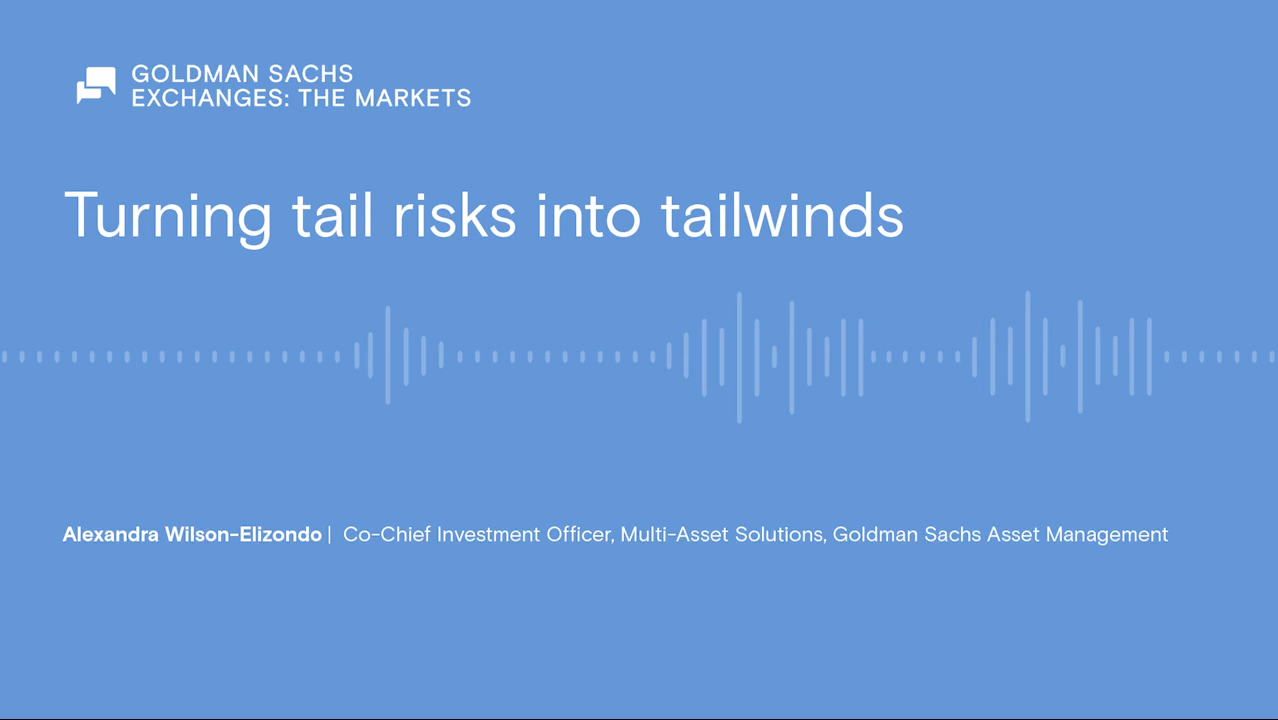 GOLDMAN SACHS
EXCHANGES: THE MARKETS
Turning tail risks into tailwinds
Alexandra Wilson-Elizondo | Co-Chief Investment Officer, Multi-Asset Solutions, Goldman Sachs Asset Management